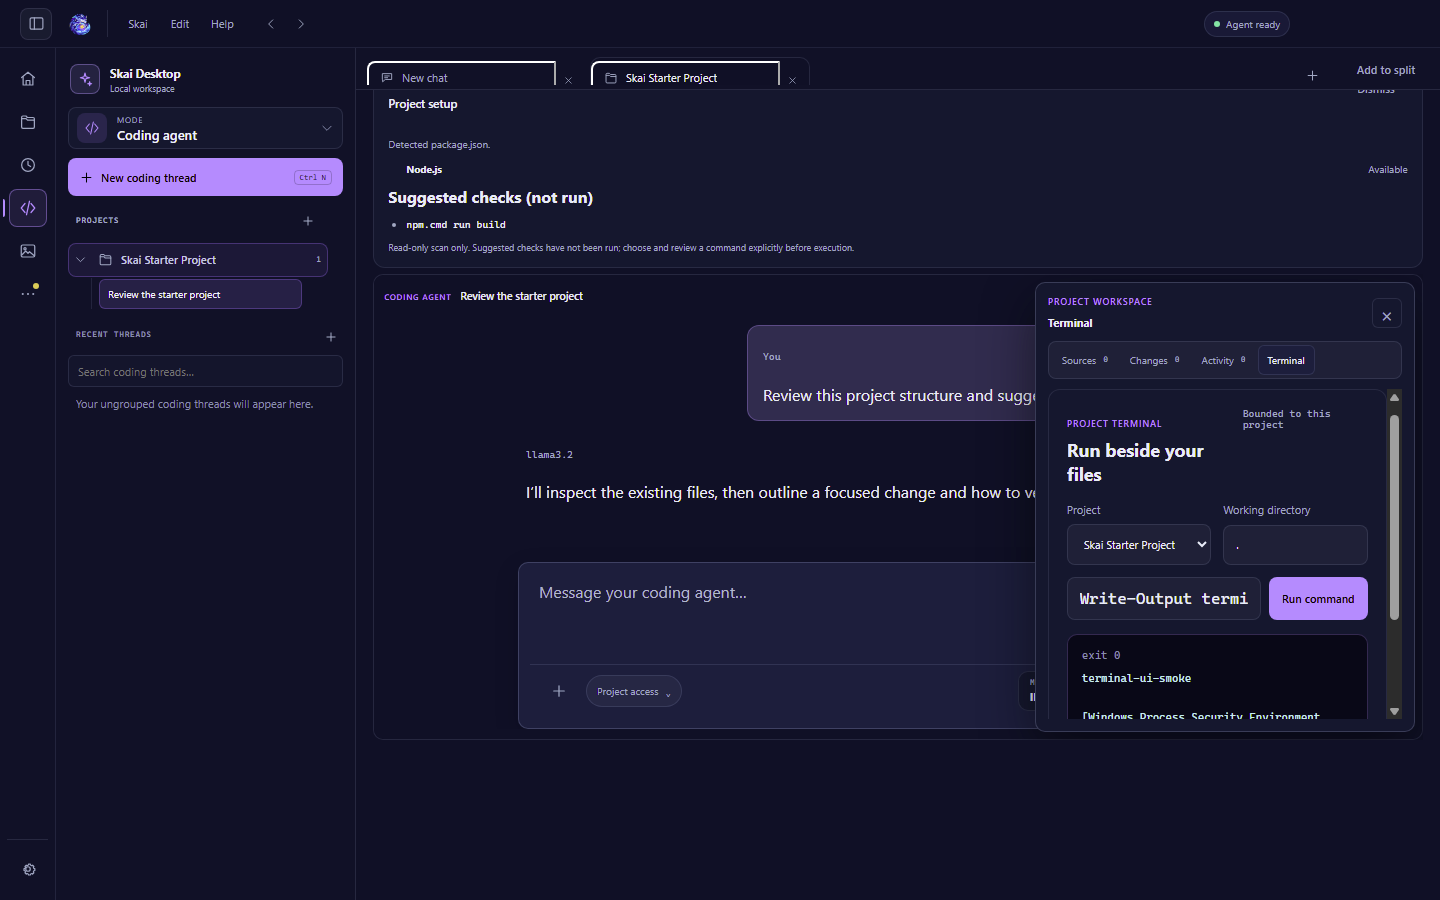 Skai Edit Help
Agent ready
Skai Desktop
Local workspace
MODE
Coding agent
New coding thread Ctrl N
PROJECTS
Skai Starter Project 1
Review the starter project
RECENT THREADS
Search coding threads...
Your ungrouped coding threads will appear here.
New chat
Skai Starter Project
Add to split
Dismiss
Project setup
Detected package.json.
Node.js Available
Suggested checks (not run)
npm.cmd run build
Read-only scan only. Suggested checks have not been run; choose and review a command explicitly before execution.
CODING AGENT Review the starter project
You
Review this project structure and sugge
llama3.2
I'll inspect the existing files, then outline a focused change and how to ve
Message your coding agent...
Project access
PROJECT WORKSPACE
Terminal
Sources 0 Changes 0 Activity 0 Terminal
PROJECT TERMINAL
Bounded to this
project
Run beside your
files
Project
Working directory
Skai Starter Project
.
Write-Output termi
Run command
exit 0
terminal-ui-smoke
[Windows Process Security Environment